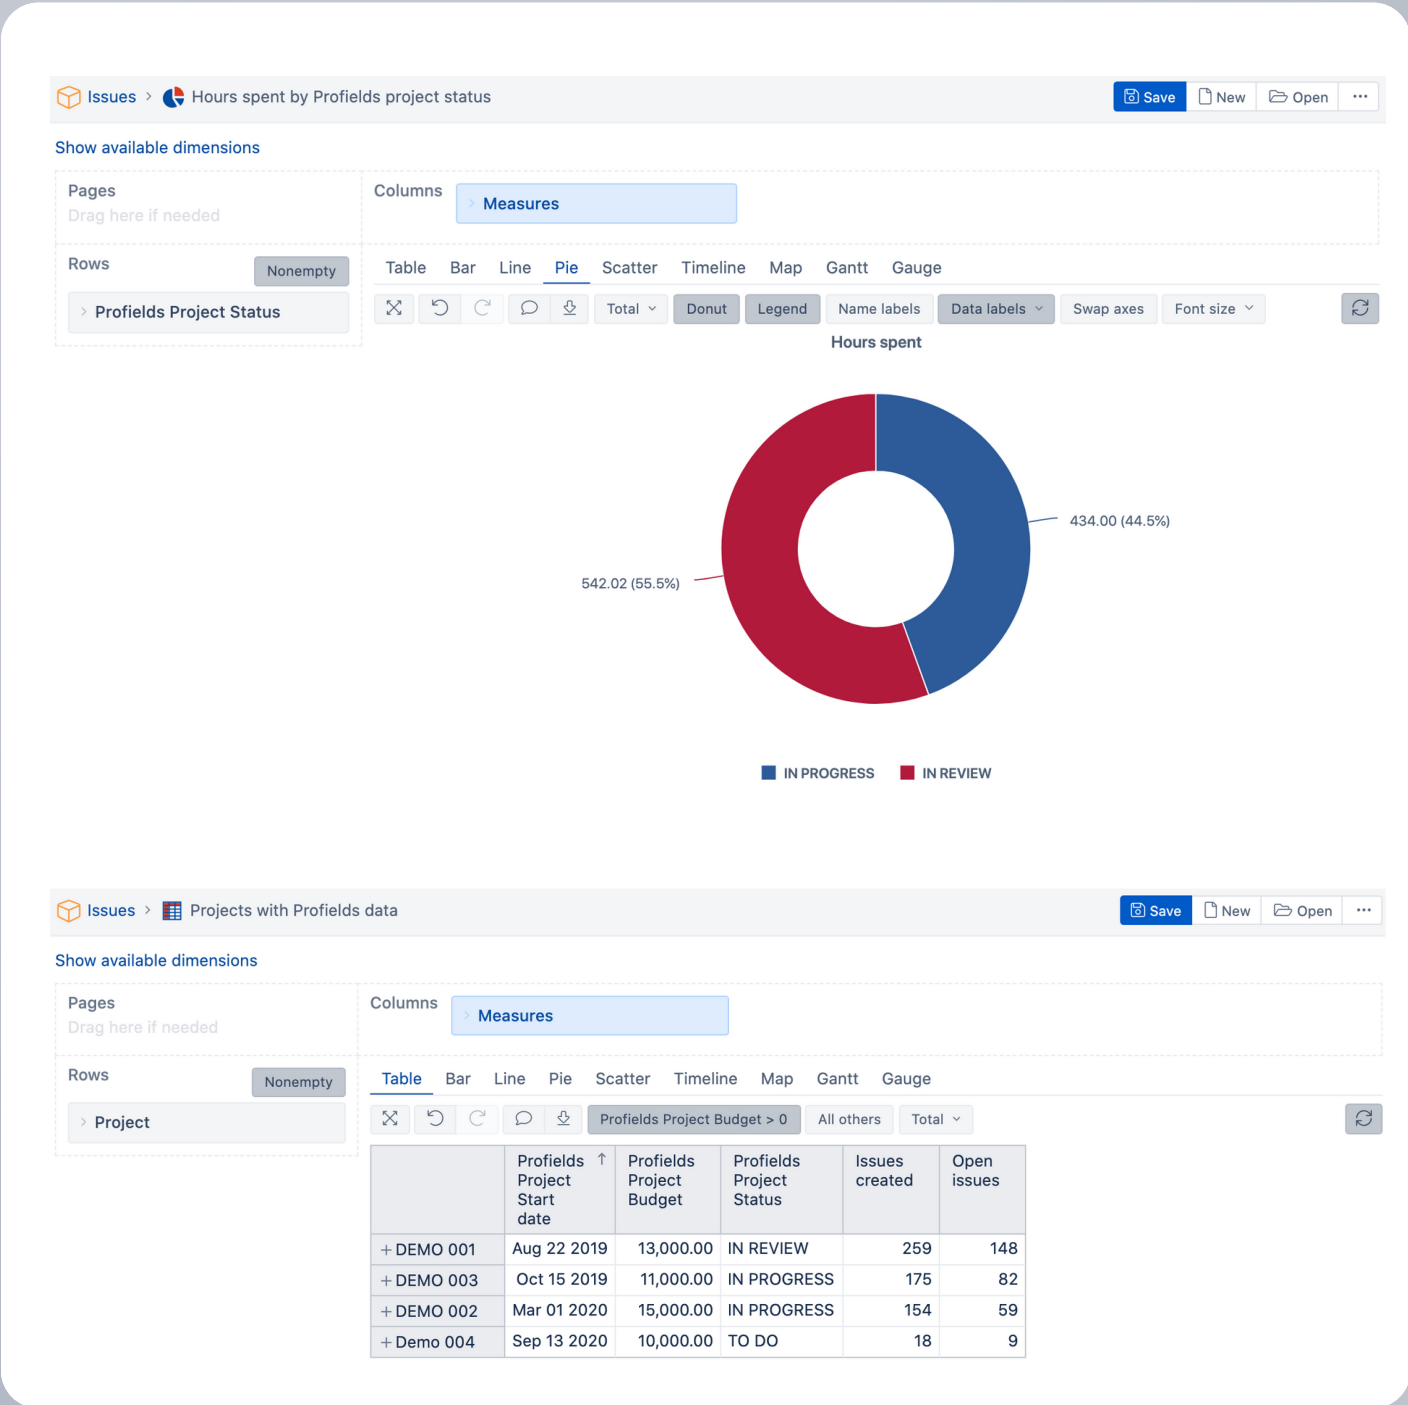 Issues > Hours spent by Profields project status
Save New Open ...
Show available dimensions
Pages
Drag here if needed
Columns
> Measures
Rows
Nonempty
> Profields Project Status
Table Bar Line Pie Scatter Timeline Map Gantt Gauge
Total Donut Legend Name labels Data labels Swap axes Font size
Hours spent
434.00 (44.5%)
542.02 (55.5%)
IN PROGRESS IN REVIEW
Issues > Projects with Profields data
Save New Open ...
Show available dimensions
Pages
Drag here if needed
Columns
> Measures
Rows
Nonempty
> Project
Table Bar Line Pie Scatter Timeline Map Gantt Gauge
Profields Project Budget > 0 All others Total
Profields ↑ Profields Profields Issues Open
Project Project Project created issues
Start Budget Status
date
+ DEMO 001 Aug 22 2019 13,000.00 IN REVIEW 259 148
+ DEMO 003 Oct 15 2019 11,000.00 IN PROGRESS 175 82
+ DEMO 002 Mar 01 2020 15,000.00 IN PROGRESS 154 59
+ Demo 004 Sep 13 2020 10,000.00 TO DO 18 9